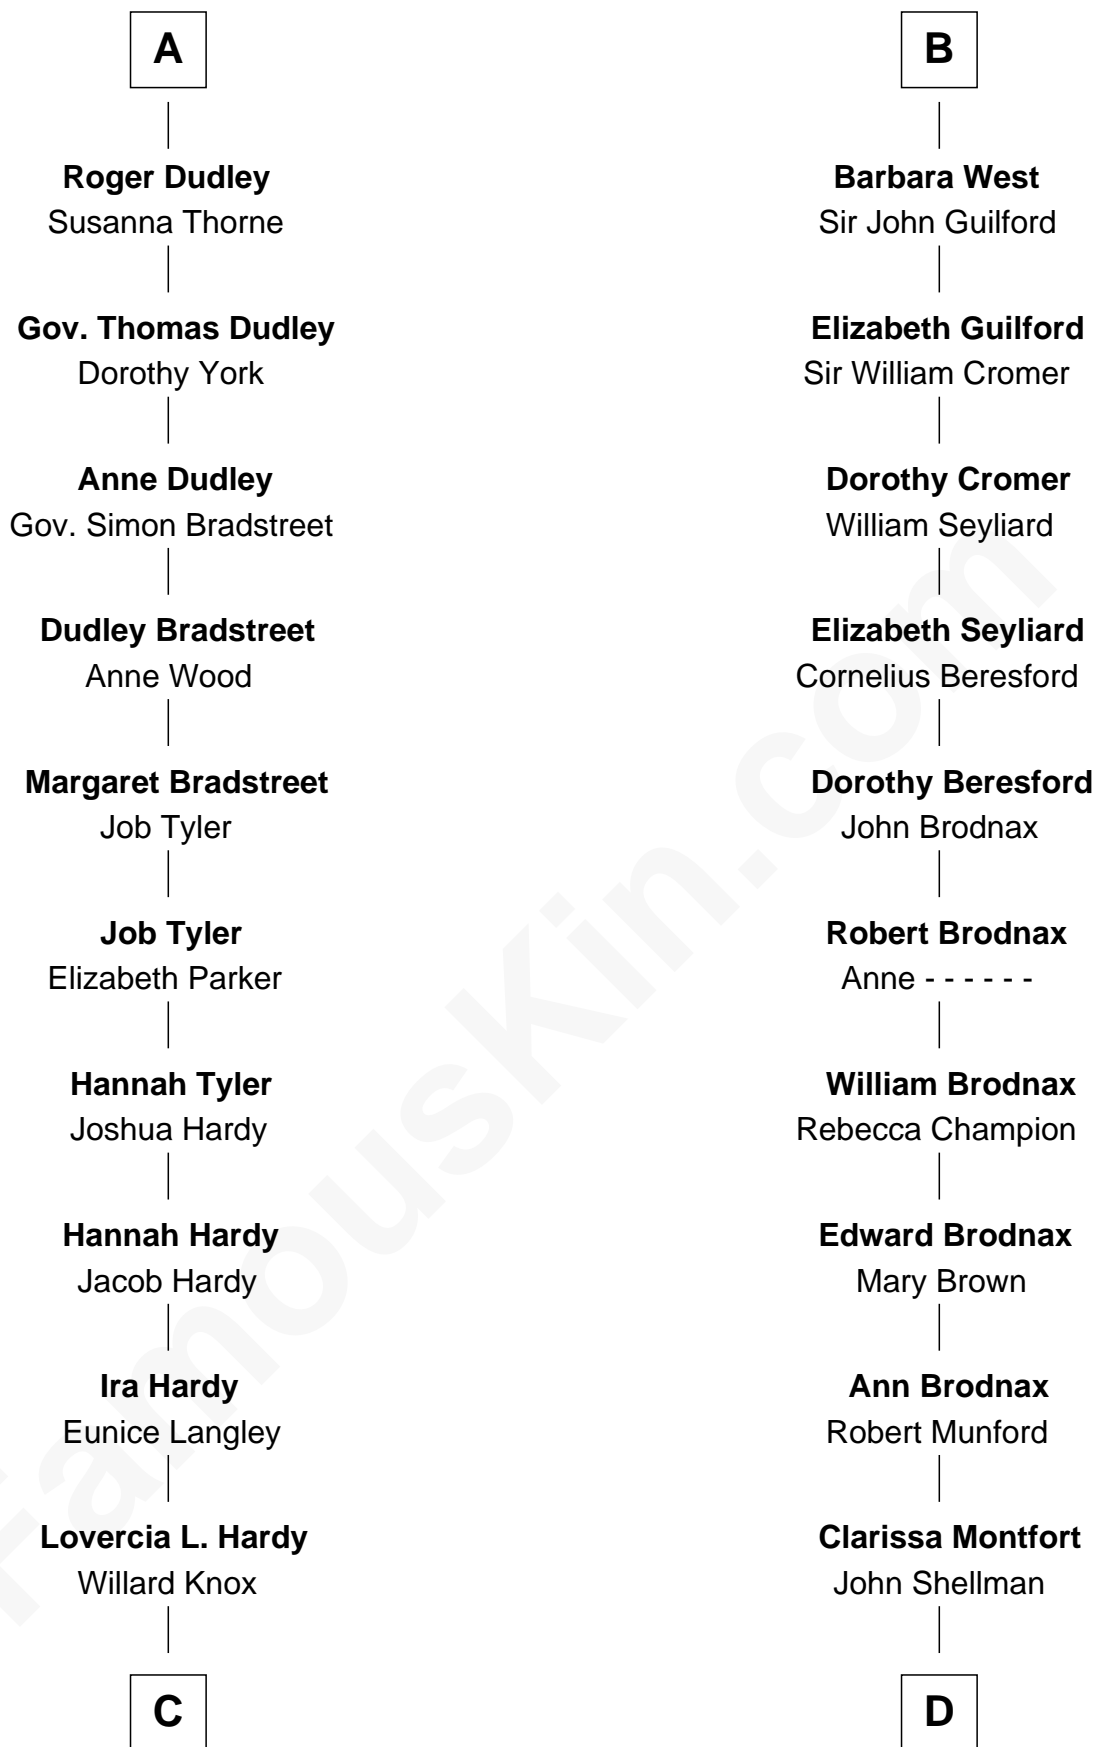 A
Roger Dudley
Susanna Thorne
Gov. Thomas Dudley
Dorothy York
Anne Dudley
Gov. Simon Bradstreet
Dudley Bradstreet
Anne Wood
Margaret Bradstreet
Job Tyler
Job Tyler
Elizabeth Parker
Hannah Tyler
Joshua Hardy
Hannah Hardy
Jacob Hardy
Ira Hardy
Eunice Langley
Lovercia L. Hardy
Willard Knox
C
B
Barbara West
Sir John Guilford
Elizabeth Guilford
Sir William Cromer
Dorothy Cromer
William Seyliard
Elizabeth Seyliard
Cornelius Beresford
Dorothy Beresford
John Brodnax
Robert Brodnax
Anne - - - - - -
William Brodnax
Rebecca Champion
Edward Brodnax
Mary Brown
Ann Brodnax
Robert Munford
Clarissa Montfort
John Shellman
D
FamousKin.com